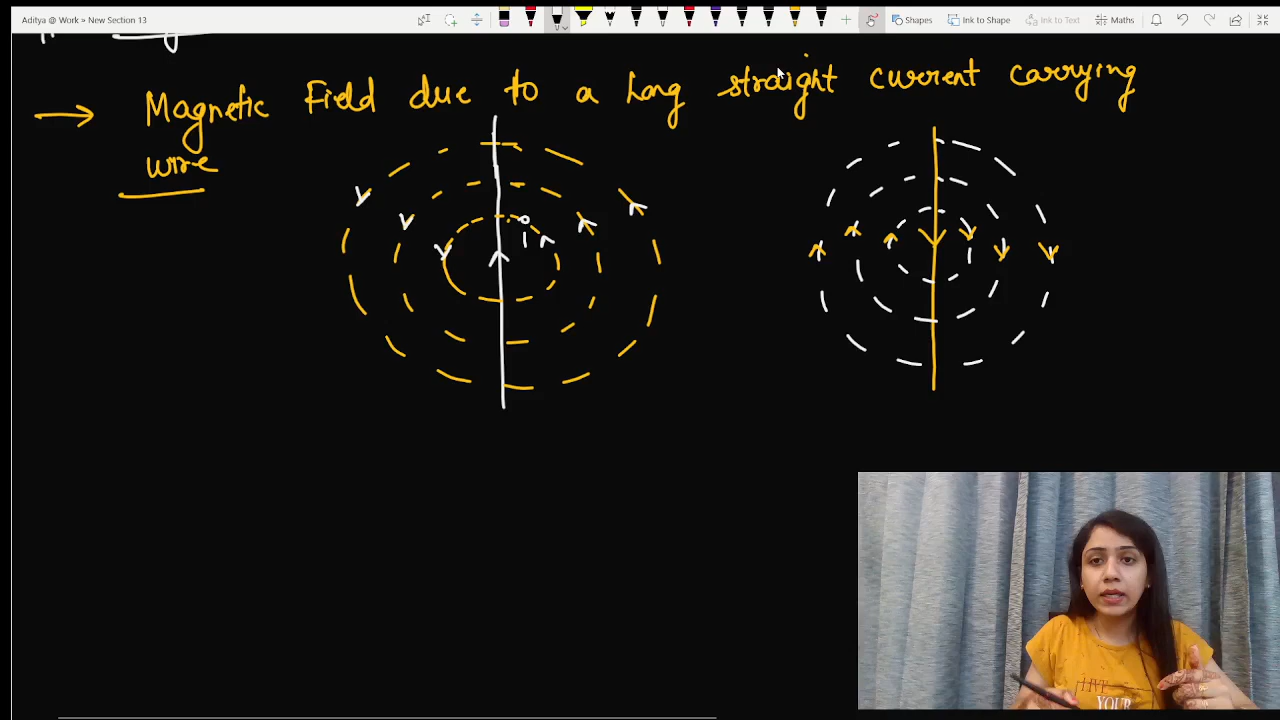 Aditya @ Work » New Section 13
Shapes
Ink to Shape
Ink to Text
Maths
→ Magnetic Field due to a long straight current carrying
wire
YOUR